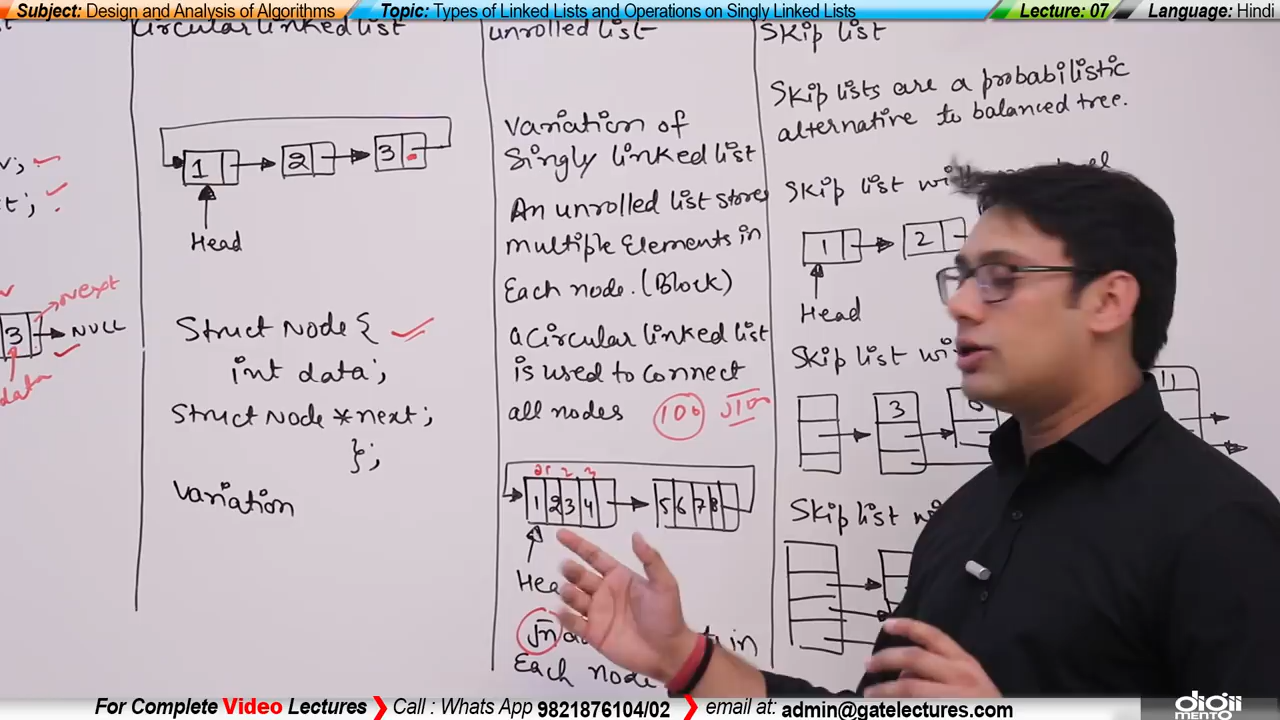 Subject: Design and Analysis of Algorithms
Topic: Types of Linked Lists and Operations on Singly Linked Lists
Lecture: 07
Language: Hindi
3
next
NULL
data
Circular linked list
1 2 3
Head
Struct Node {
int data;
Struct Node *next;
};
Variation
unrolled list
Variation of
Singly linked list
An unrolled list stores
multiple Elements in
Each node. (Block)
a Circular linked list
is used to connect
all nodes
100 √100
1 2 3 4 5 6 7 8
√n
in
Each node
Skip list
Skip lists are a probabilistic
alternative to balanced tree.
Skip list
1 2
Head
Skip list
3
11
Skip list
For Complete Video Lectures
Call : Whats App 9821876104/02
email at: admin@gatelectures.com
digii
MENTO